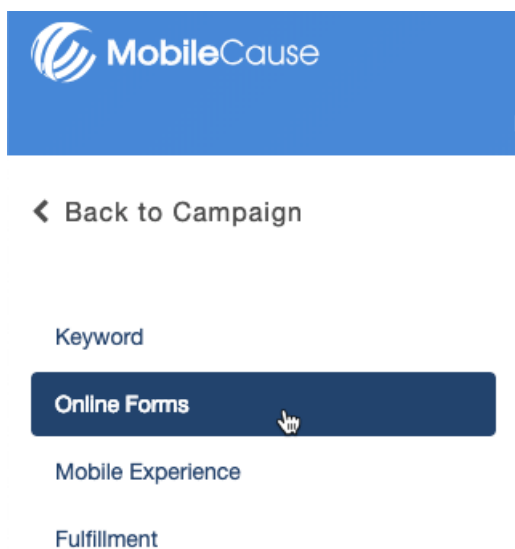 MobileCause
Back to Campaign
Keyword
Online Forms
Mobile Experience
Fulfillment